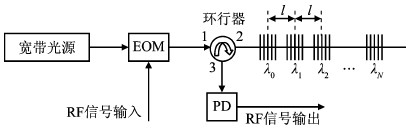 环行器
l l
宽带光源 EOM 1 2
3
λ0 λ1 λ2 ... λN
RF信号输入 PD RF信号输出